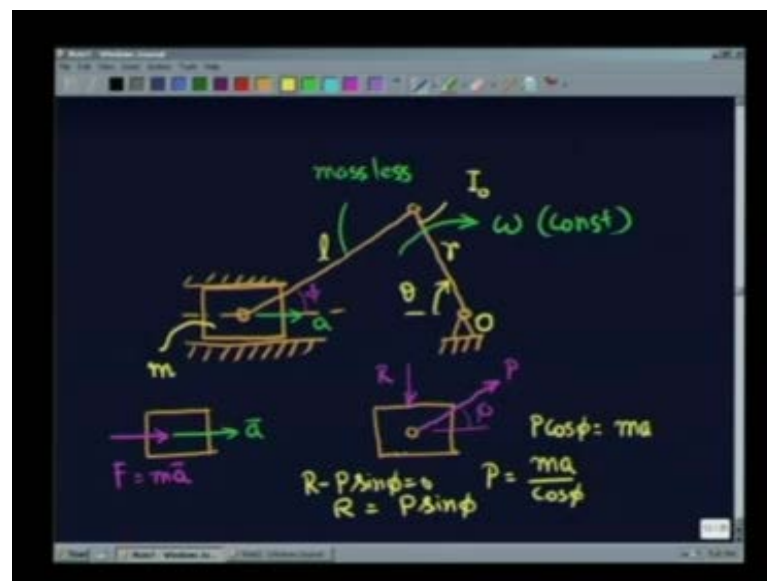 massless
I₀
ω (const)
l
r
θ
φ
a
O
m
R
P
φ
a̅
F = ma̅
Pcosφ = ma
R - Psinφ = 0
P = ma/cosφ
R = Psinφ